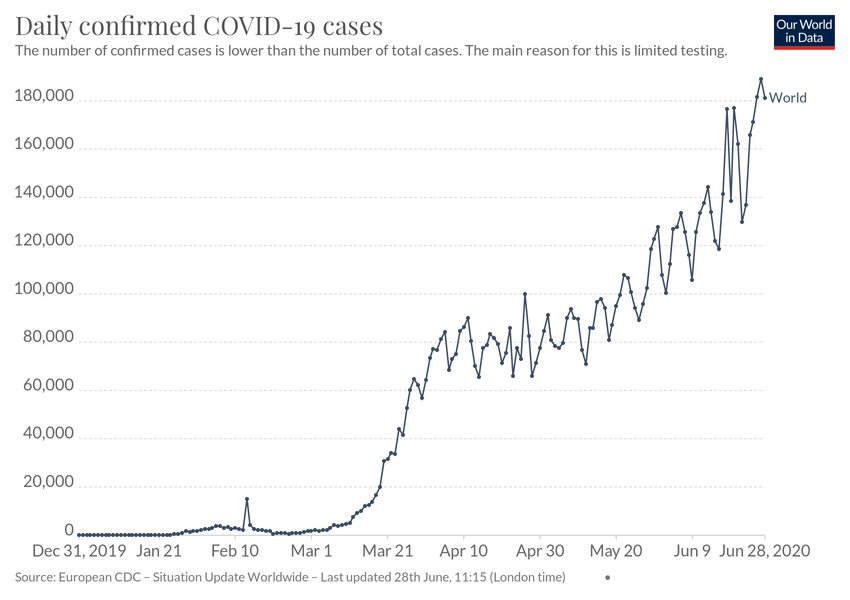 Daily confirmed COVID-19 cases
The number of confirmed cases is lower than the number of total cases. The main reason for this is limited testing.
Our World
in Data
180,000
World
160,000
140,000
120,000
100,000
80,000
60,000
40,000
20,000
0
Dec 31, 2019 Jan 21 Feb 10 Mar 1 Mar 21 Apr 10 Apr 30 May 20 Jun 9 Jun 28, 2020
Source: European CDC – Situation Update Worldwide – Last updated 28th June, 11:15 (London time) •